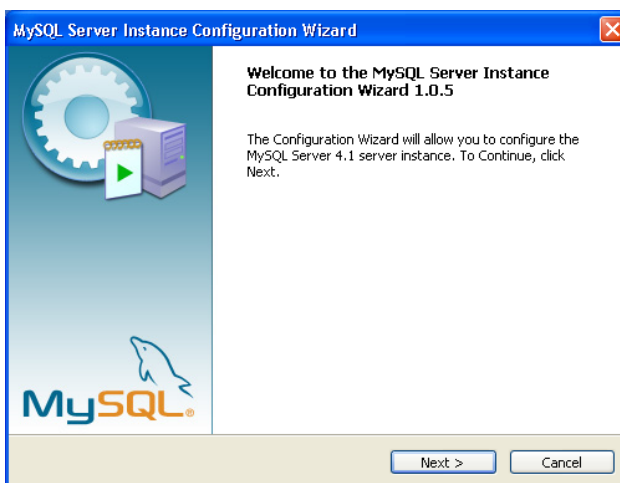 MySQL Server Instance Configuration Wizard
Welcome to the MySQL Server Instance
Configuration Wizard 1.0.5
The Configuration Wizard will allow you to configure the
MySQL Server 4.1 server instance. To Continue, click
Next.
MySQL®
Next >
Cancel